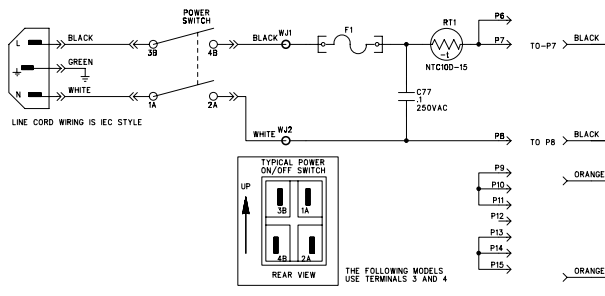 POWER
SWITCH
L
BLACK
3B
4B
BLACK
WJ1
F1
RT1
-t
NTC10D-15
P6
P7
TO-P7
BLACK
GREEN
N
WHITE
1A
2A
C77
.1
250VAC
LINE CORD WIRING IS IEC STYLE
WHITE
WJ2
P8
TO P8
BLACK
TYPICAL POWER
ON/OFF SWITCH
UP
3B
1A
4B
2A
REAR VIEW
P9
P10
P11
P12
P13
P14
P15
ORANGE
ORANGE
THE FOLLOWING MODELS
USE TERMINALS 3 AND 4